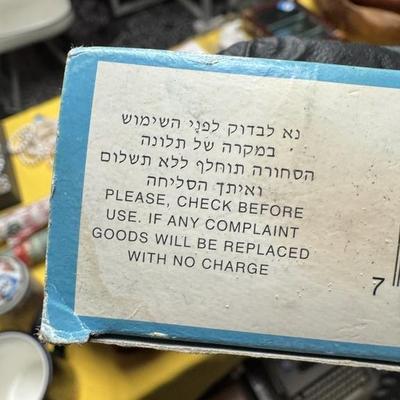 נא לבדוק לפני השימוש
במקרה של תלונה
הסחורה תוחלף ללא תשלום
ואיתך הסליחה
PLEASE, CHECK BEFORE
USE. IF ANY COMPLAINT
GOODS WILL BE REPLACED
WITH NO CHARGE
7